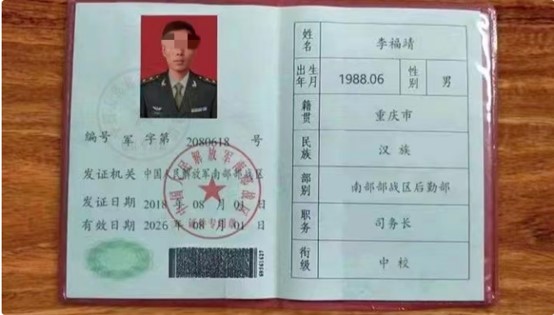 编号 军 字第 2080618 号
发证机关 中国人民解放军南部战区
发证日期 2018 年 08 月 01 日
有效日期 2026 年 08 月 01 日
姓名 李福靖
出生年月 1988.06 性别 男
籍贯 重庆市
民族 汉族
部别 南部战区后勤部
职务 司务长
衔级 中校